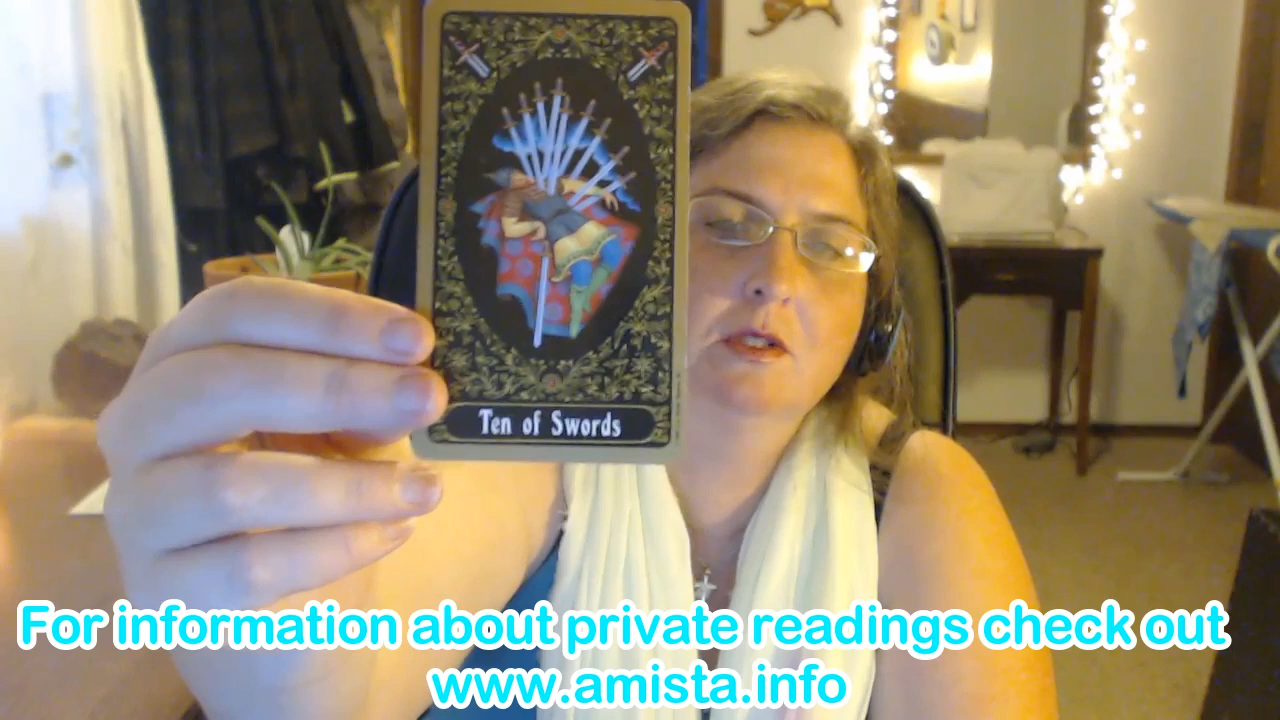 Ten of Swords
For information about private readings check out
www.amista.info